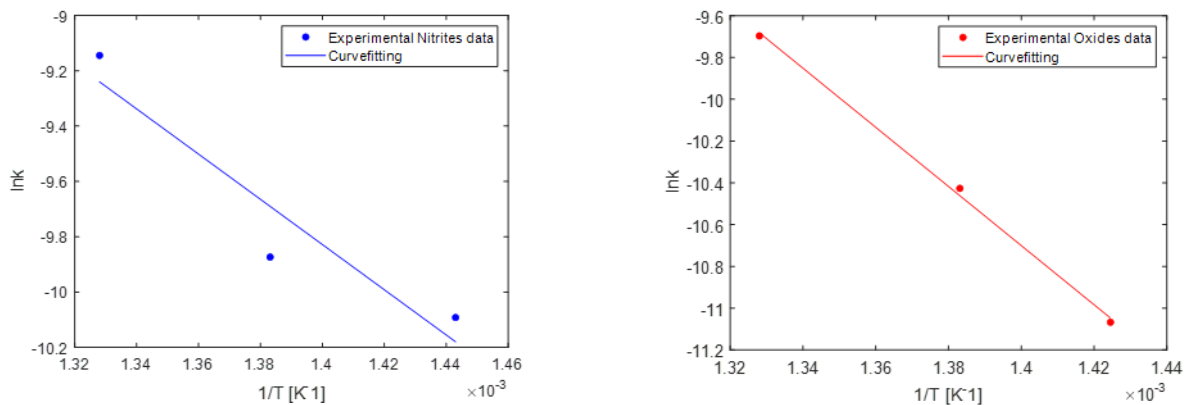 -9
-9.2
-9.4
-9.6
-9.8
-10
-10.2
lnk
Experimental Nitrites data
Curvefitting
1.32 1.34 1.36 1.38 1.4 1.42 1.44 1.46
1/T [K-1]
×10-3
-9.6
-9.8
-10
-10.2
-10.4
-10.6
-10.8
-11
-11.2
lnk
Experimental Oxides data
Curvefitting
1.32 1.34 1.36 1.38 1.4 1.42 1.44
1/T [K-1]
×10-3